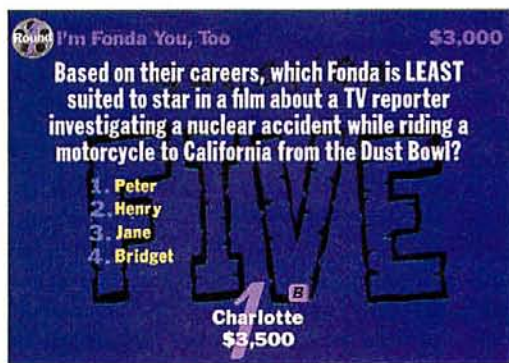 Round
I'm Fonda You, Too
$3,000
Based on their careers, which Fonda is LEAST
suited to star in a film about a TV reporter
investigating a nuclear accident while riding a
motorcycle to California from the Dust Bowl?
1. Peter
2. Henry
3. Jane
4. Bridget
FIVE
1
B
Charlotte
$3,500